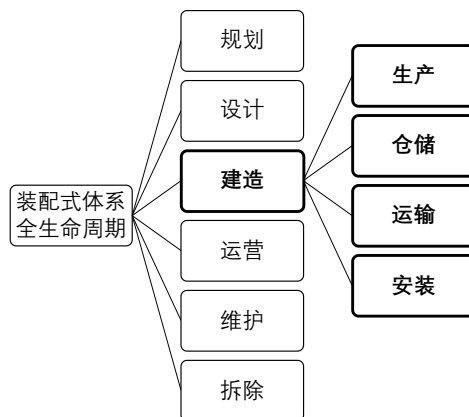 装配式体系
全生命周期
规划
设计
建造
运营
维护
拆除
生产
仓储
运输
安装